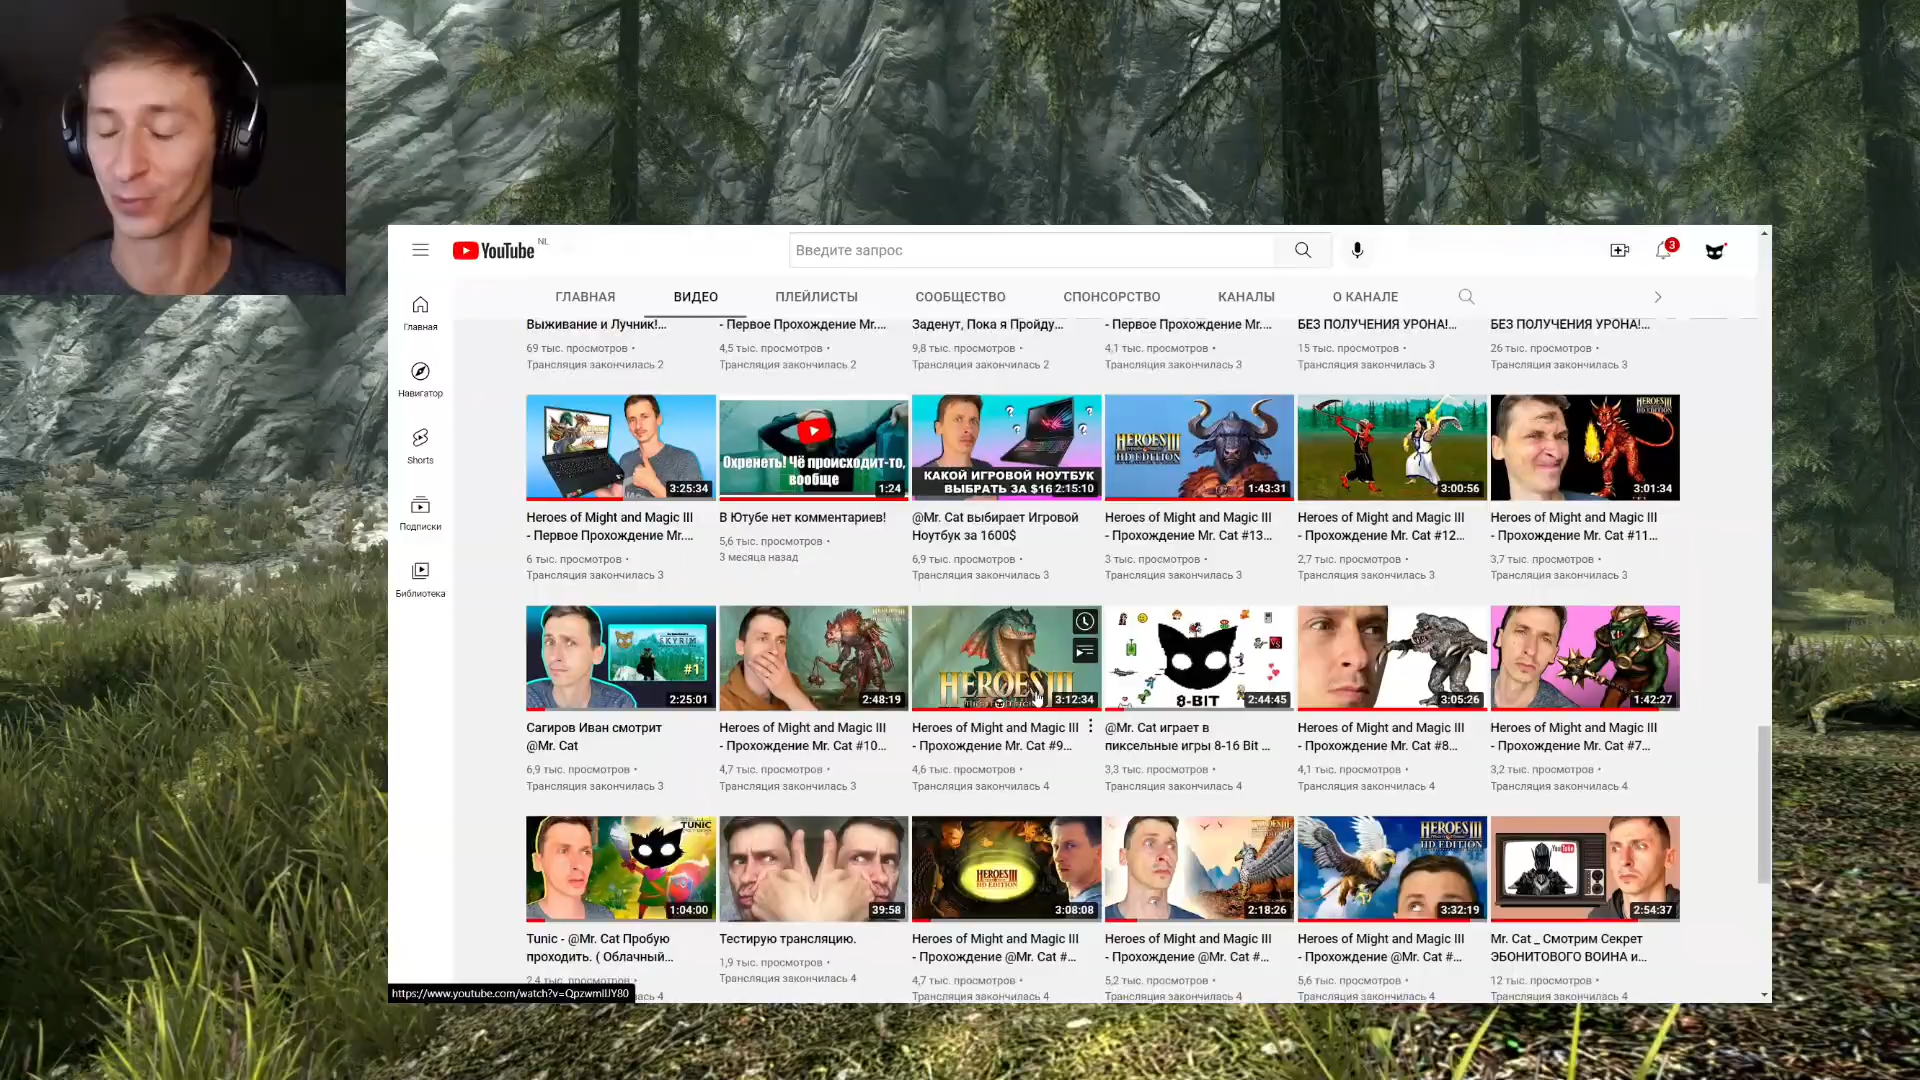 YouTube NL
Введите запрос
3
ГЛАВНАЯ ВИДЕО ПЛЕЙЛИСТЫ СООБЩЕСТВО СПОНСОРСТВО КАНАЛЫ О КАНАЛЕ
Главная
Навигатор
Shorts
Подписки
Библиотека
Выживание и Лучник!...
69 тыс. просмотров •
Трансляция закончилась 2
- Первое Прохождение Mr....
4,5 тыс. просмотров •
Трансляция закончилась 2
Заденут, Пока я Пройду...
9,8 тыс. просмотров •
Трансляция закончилась 2
- Первое Прохождение Mr....
4,1 тыс. просмотров •
Трансляция закончилась 3
БЕЗ ПОЛУЧЕНИЯ УРОНА!...
15 тыс. просмотров •
Трансляция закончилась 3
БЕЗ ПОЛУЧЕНИЯ УРОНА!...
26 тыс. просмотров •
Трансляция закончилась 3
3:25:34
Heroes of Might and Magic III
- Первое Прохождение Mr....
6 тыс. просмотров •
Трансляция закончилась 3
Охренеть! Чё происходит-то,
вообще
1:24
В Ютубе нет комментариев!
5,6 тыс. просмотров •
3 месяца назад
КАКОЙ ИГРОВОЙ НОУТБУК
ВЫБРАТЬ ЗА $16
2:15:10
@Mr. Cat выбирает Игровой
Ноутбук за 1600$
6,9 тыс. просмотров •
Трансляция закончилась 3
HEROES III
HD EDITION
1:43:31
Heroes of Might and Magic III
- Прохождение Mr. Cat #13...
3 тыс. просмотров •
Трансляция закончилась 3
3:00:56
Heroes of Might and Magic III
- Прохождение Mr. Cat #12...
2,7 тыс. просмотров •
Трансляция закончилась 3
HEROES III
HD EDITION
3:01:34
Heroes of Might and Magic III
- Прохождение Mr. Cat #11...
3,7 тыс. просмотров •
Трансляция закончилась 3
SKYRIM
#1
2:25:01
Сагиров Иван смотрит
@Mr. Cat
6,9 тыс. просмотров •
Трансляция закончилась 3
2:48:19
Heroes of Might and Magic III
- Прохождение Mr. Cat #10...
4,7 тыс. просмотров •
Трансляция закончилась 3
HEROES III
3:12:34
Heroes of Might and Magic III
- Прохождение Mr. Cat #9...
4,6 тыс. просмотров •
Трансляция закончилась 4
8-BIT
2:44:45
@Mr. Cat играет в
пиксельные игры 8-16 Bit ...
3,3 тыс. просмотров •
Трансляция закончилась 4
3:05:26
Heroes of Might and Magic III
- Прохождение Mr. Cat #8...
4,1 тыс. просмотров •
Трансляция закончилась 4
1:42:27
Heroes of Might and Magic III
- Прохождение Mr. Cat #7...
3,2 тыс. просмотров •
Трансляция закончилась 4
TUNIC
1:04:00
Tunic - @Mr. Cat Пробую
проходить. ( Облачный...
2,4 тыс. просмотров •
39:58
Тестирую трансляцию.
1,9 тыс. просмотров •
Трансляция закончилась 4
HEROES III
HD EDITION
3:08:08
Heroes of Might and Magic III
- Прохождение @Mr. Cat #...
4,7 тыс. просмотров •
Трансляция закончилась 4
HEROES III
2:18:26
Heroes of Might and Magic III
- Прохождение @Mr. Cat #...
5,2 тыс. просмотров •
Трансляция закончилась 4
HEROES III
HD EDITION
3:32:19
Heroes of Might and Magic III
- Прохождение @Mr. Cat #...
5,6 тыс. просмотров •
Трансляция закончилась 4
YouTube
2:54:37
Mr. Cat _ Смотрим Секрет
ЭБОНИТОВОГО ВОИНА и...
12 тыс. просмотров •
Трансляция закончилась 4
https://www.youtube.com/watch?v=QpzwmIIJY80